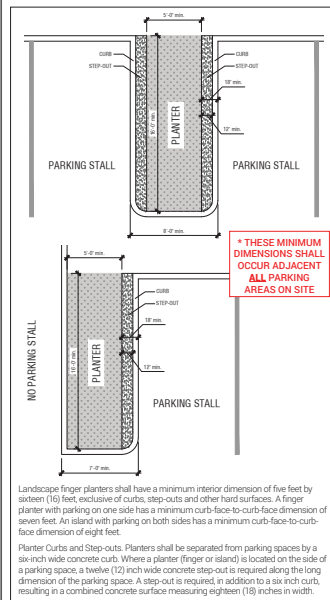 5'-0" min.
CURB
CURB
STEP-OUT
STEP-OUT
18" min.
12" min.
16'-0" min.
PLANTER
PARKING STALL
PARKING STALL
8'-0" min.
* THESE MINIMUM
DIMENSIONS SHALL
OCCUR ADJACENT
ALL PARKING
AREAS ON SITE
5'-0" min.
CURB
STEP-OUT
18" min.
12" min.
16'-0" min.
PLANTER
NO PARKING STALL
PARKING STALL
7'-0" min.
Landscape finger planters shall have a minimum interior dimension of five feet by
sixteen (16) feet, exclusive of curbs, step-outs and other hard surfaces. A finger
planter with parking on one side has a minimum curb-face-to-curb-face dimension of
seven feet. An island with parking on both sides has a minimum curb-face-to-curb-
face dimension of eight feet.
Planter Curbs and Step-outs. Planters shall be separated from parking spaces by a
six-inch wide concrete curb. Where a planter (finger or island) is located on the side of
a parking space, a twelve (12) inch wide concrete step-out is required along the long
dimension of the parking space. A step-out is required, in addition to a six inch curb,
resulting in a combined concrete surface measuring eighteen (18) inches in width.